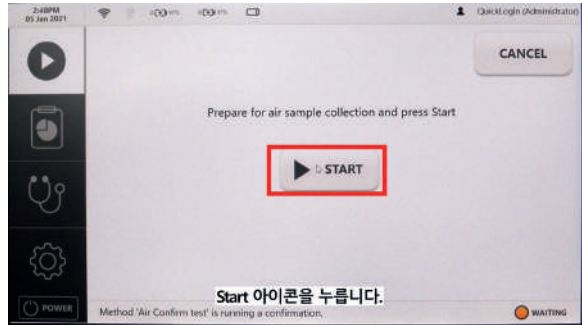 2:48PM
05 Jan 2021
QuickLogin (Administrator)
CANCEL
Prepare for air sample collection and press Start
START
Start 아이콘을 누릅니다.
POWER
Method 'Air Confirm test' is running a confirmation.
WAITING